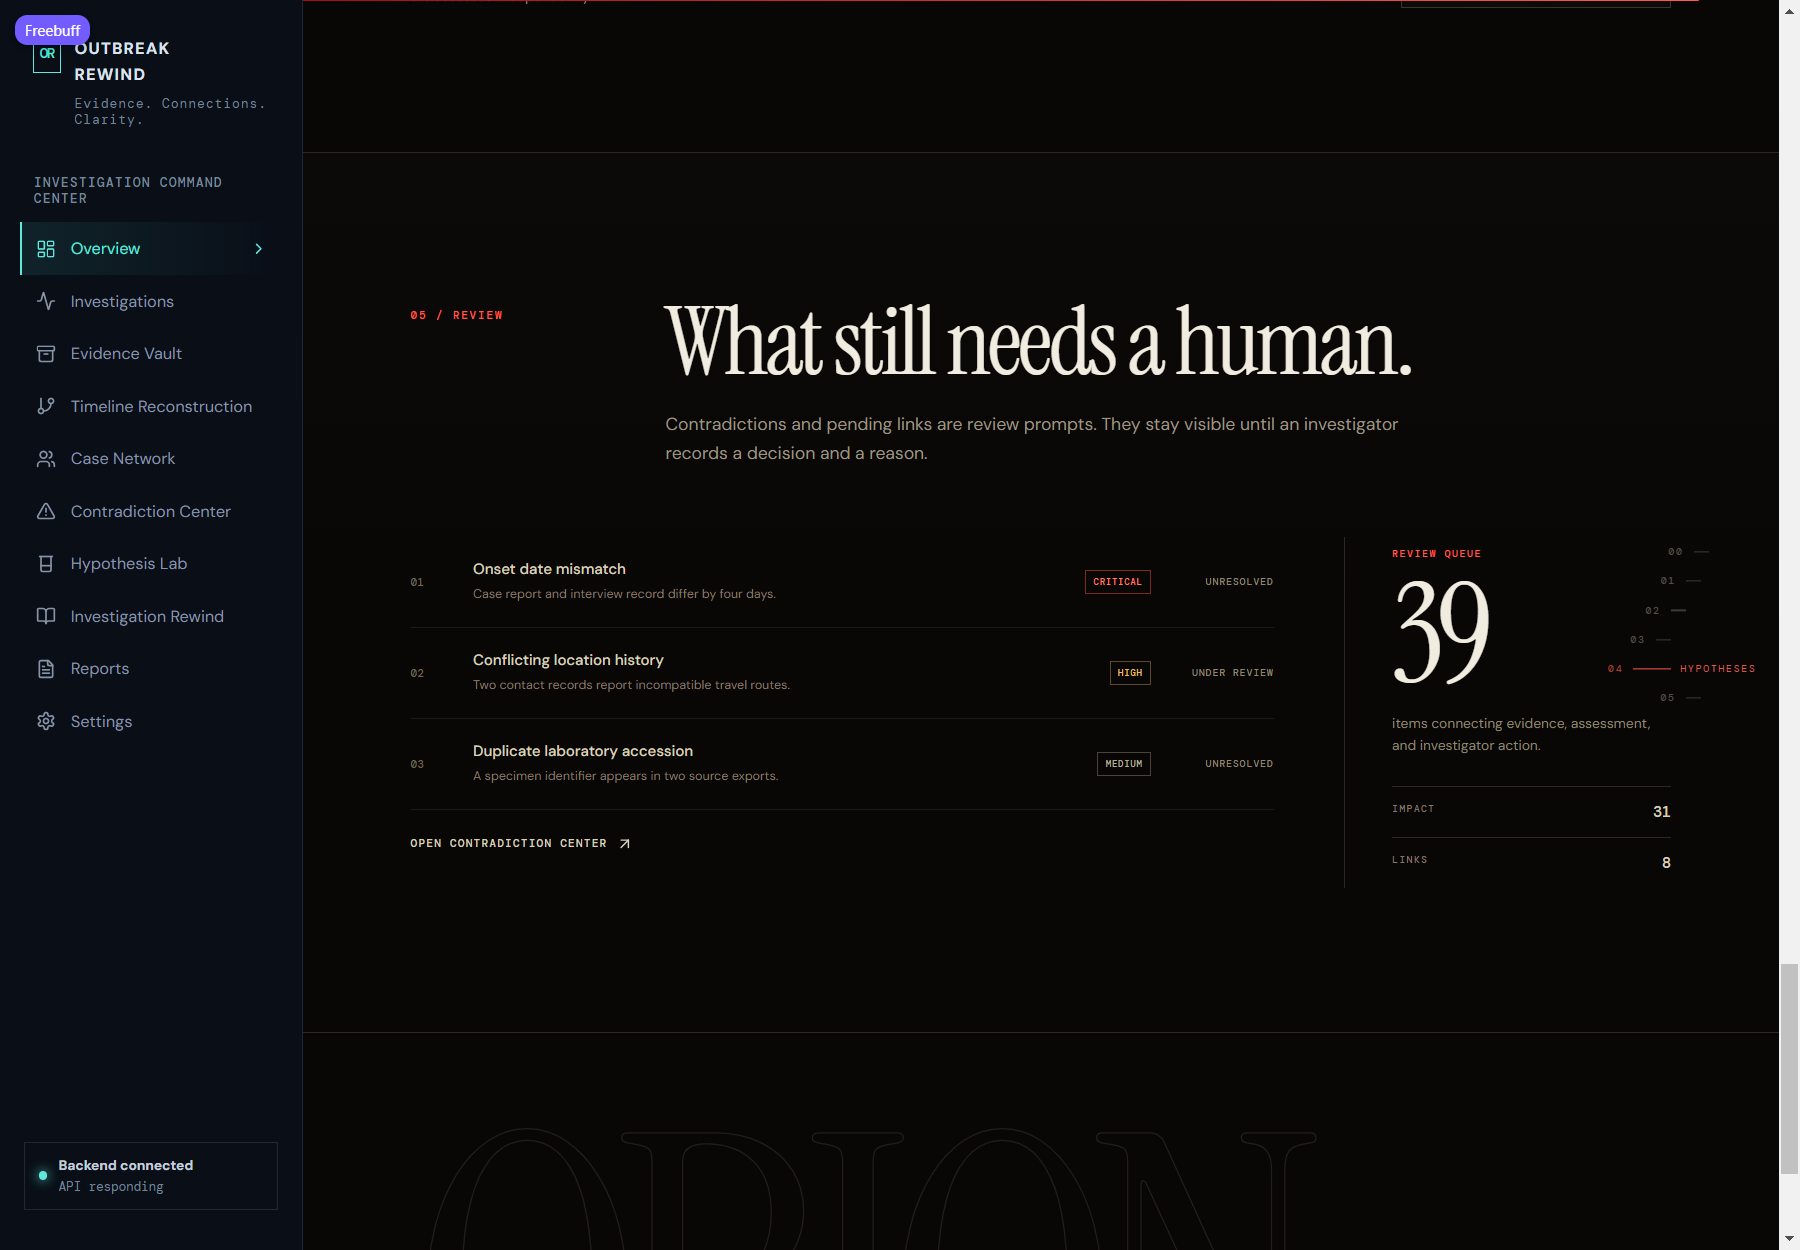 Freebuff
OR
OUTBREAK
REWIND
Evidence. Connections.
Clarity.
INVESTIGATION COMMAND
CENTER
Overview
Investigations
Evidence Vault
Timeline Reconstruction
Case Network
Contradiction Center
Hypothesis Lab
Investigation Rewind
Reports
Settings
Backend connected
API responding
05 / REVIEW
What still needs a human.
Contradictions and pending links are review prompts. They stay visible until an investigator
records a decision and a reason.
01
Onset date mismatch
Case report and interview record differ by four days.
CRITICAL
UNRESOLVED
02
Conflicting location history
Two contact records report incompatible travel routes.
HIGH
UNDER REVIEW
03
Duplicate laboratory accession
A specimen identifier appears in two source exports.
MEDIUM
UNRESOLVED
OPEN CONTRADICTION CENTER
REVIEW QUEUE
39
items connecting evidence, assessment,
and investigator action.
IMPACT 31
LINKS 8
00
01
02
03
04 HYPOTHESES
05
ORION